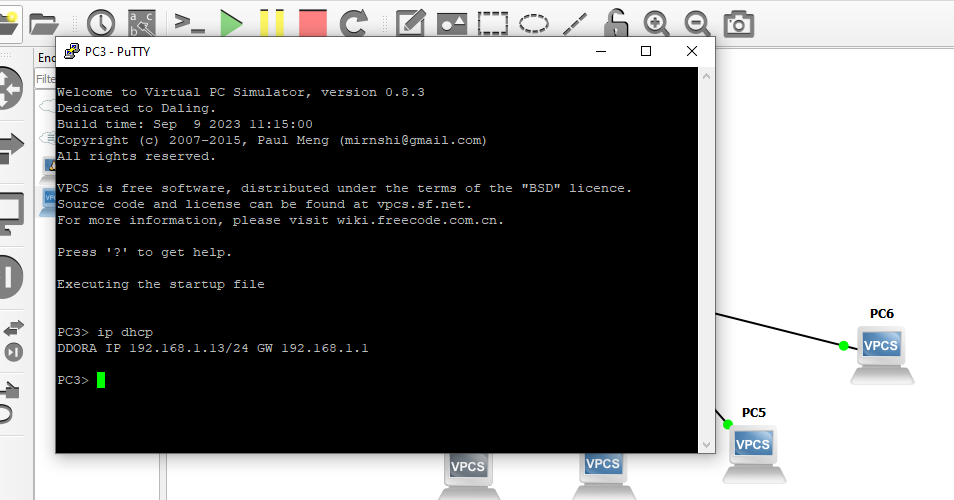 a c
b
PC3 - PuTTY
Enc
Filte
Welcome to Virtual PC Simulator, version 0.8.3
Dedicated to Daling.
Build time: Sep  9 2023 11:15:00
Copyright (c) 2007-2015, Paul Meng (mirnshi@gmail.com)
All rights reserved.
VPCS is free software, distributed under the terms of the "BSD" licence.
Source code and license can be found at vpcs.sf.net.
For more information, please visit wiki.freecode.com.cn.
Press '?' to get help.
Executing the startup file
PC3> ip dhcp
DDORA IP 192.168.1.13/24 GW 192.168.1.1
PC3>
PC6
VPCS
PC5
VPCS
VPCS
VPCS